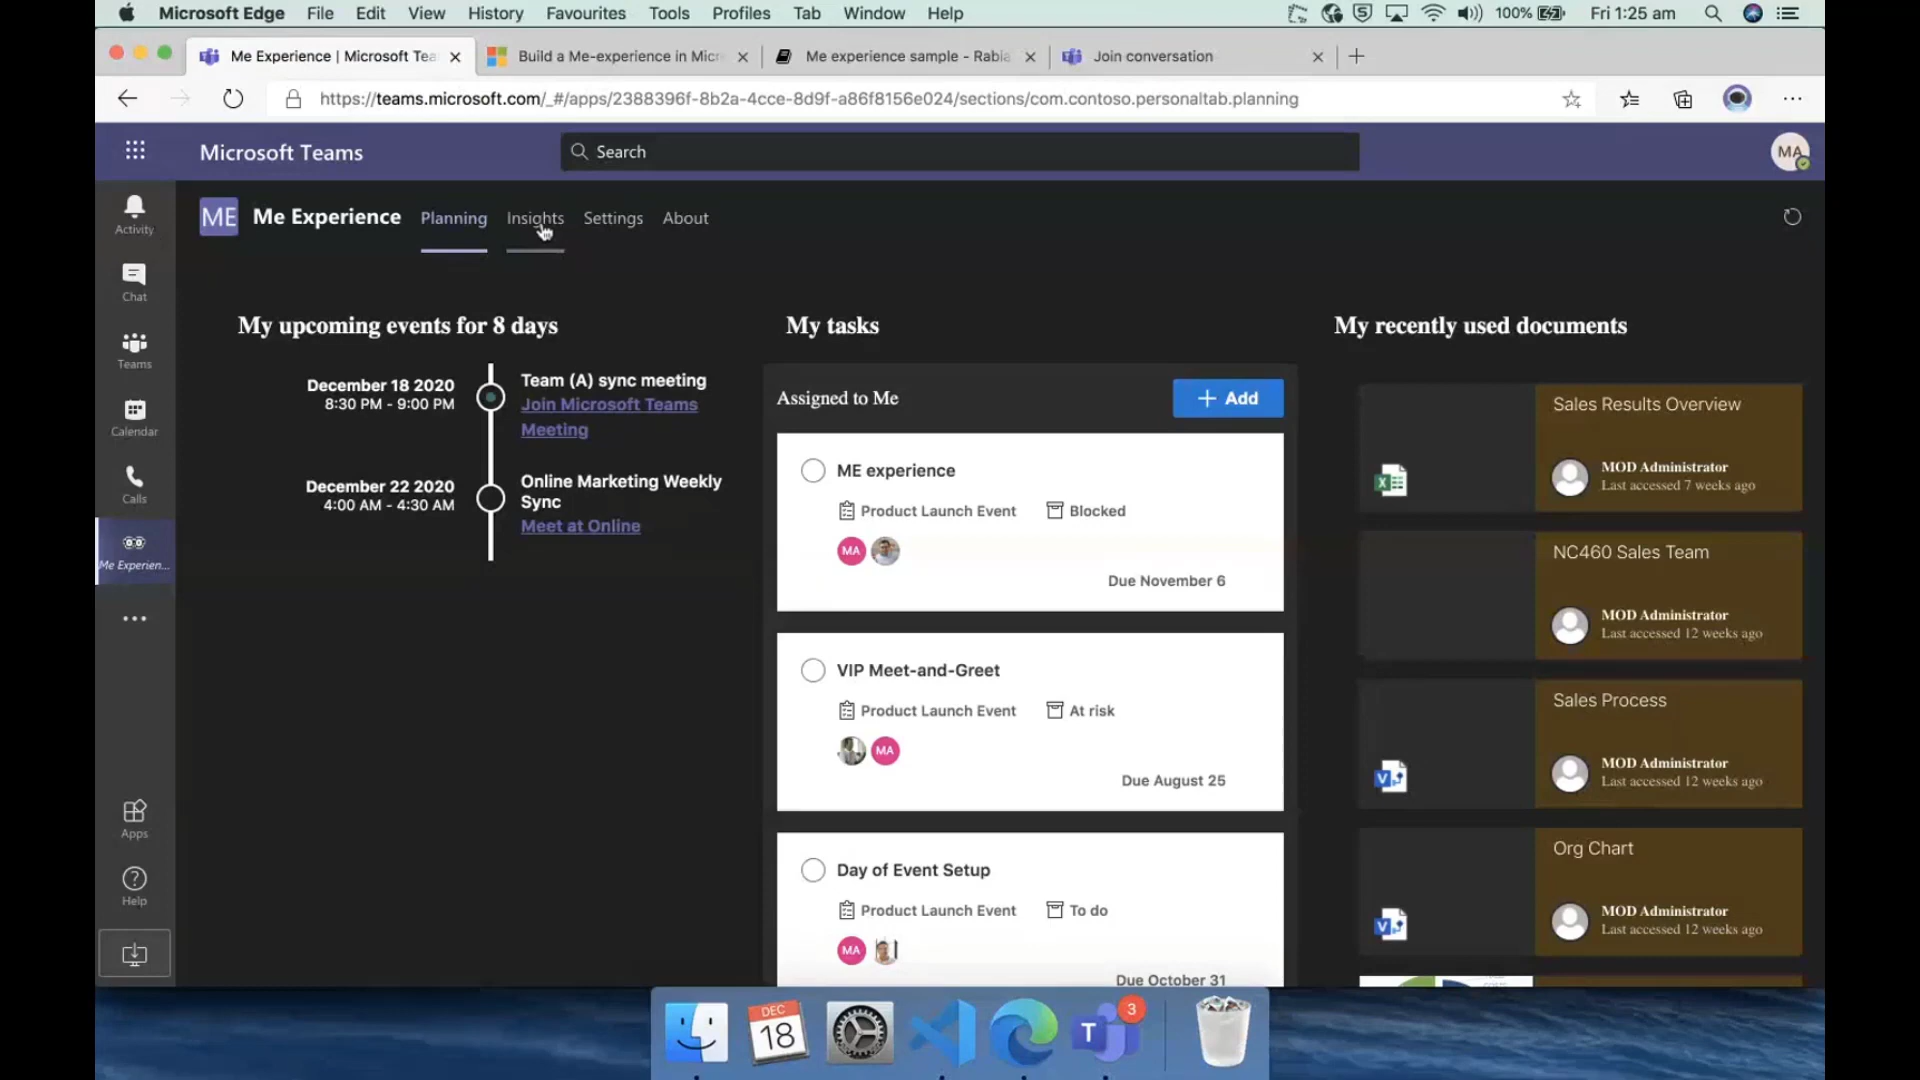 Microsoft Edge File Edit View History Favourites Tools Profiles Tab Window Help 100% Fri 1:25 am
Me Experience | Microsoft Tea Build a Me-experience in Micr Me experience sample - Rabia Join conversation
https://teams.microsoft.com/_#/apps/2388396f-8b2a-4cce-8d9f-a86f8156e024/sections/com.contoso.personaltab.planning
Microsoft Teams Search MA
ME Me Experience Planning Insights Settings About
Activity
Chat
Teams
Calendar
Calls
Me Experien...
Apps
Help
My upcoming events for 8 days
December 18 2020
8:30 PM - 9:00 PM
Team (A) sync meeting
Join Microsoft Teams
Meeting
December 22 2020
4:00 AM - 4:30 AM
Online Marketing Weekly
Sync
Meet at Online
My tasks
Assigned to Me + Add
ME experience
Product Launch Event Blocked
MA
Due November 6
VIP Meet-and-Greet
Product Launch Event At risk
MA
Due August 25
Day of Event Setup
Product Launch Event To do
MA
Due October 31
My recently used documents
Sales Results Overview
MOD Administrator
Last accessed 7 weeks ago
NC460 Sales Team
MOD Administrator
Last accessed 12 weeks ago
Sales Process
MOD Administrator
Last accessed 12 weeks ago
Org Chart
MOD Administrator
Last accessed 12 weeks ago
DEC
18
T
3